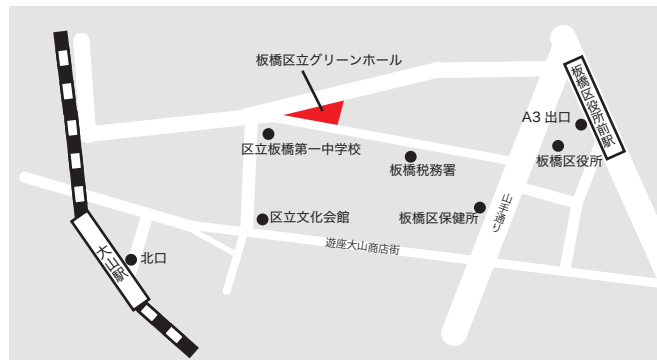 板橋区立グリーンホール
板橋区役所前駅
A3 出口
区立板橋第一中学校
板橋税務署
板橋区役所
区立文化会館
板橋区保健所
山手通り
遊座大山商店街
大山駅
北口